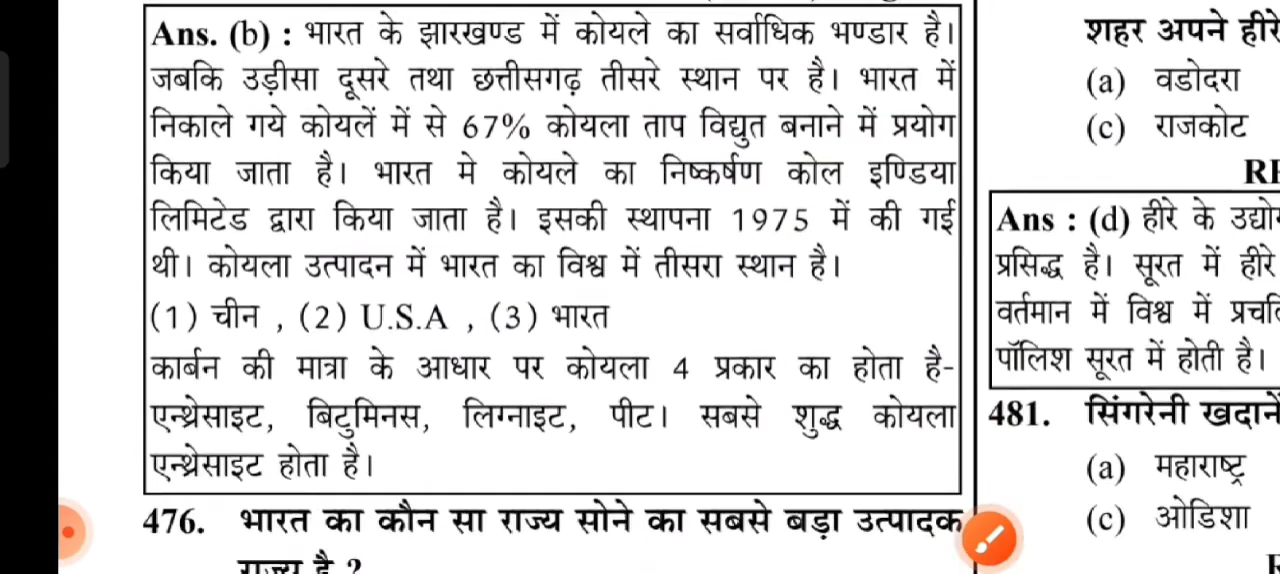 Ans. (b) : भारत के झारखण्ड में कोयले का सर्वाधिक भण्डार है।
जबकि उड़ीसा दूसरे तथा छत्तीसगढ़ तीसरे स्थान पर है। भारत में
निकाले गये कोयलें में से 67% कोयला ताप विद्युत बनाने में प्रयोग
किया जाता है। भारत मे कोयले का निष्कर्षण कोल इण्डिया
लिमिटेड द्वारा किया जाता है। इसकी स्थापना 1975 में की गई
थी। कोयला उत्पादन में भारत का विश्व में तीसरा स्थान है।
(1) चीन , (2) U.S.A , (3) भारत
कार्बन की मात्रा के आधार पर कोयला 4 प्रकार का होता है-
एन्थ्रेसाइट, बिटुमिनस, लिग्नाइट, पीट। सबसे शुद्ध कोयला
एन्थ्रेसाइट होता है।
476. भारत का कौन सा राज्य सोने का सबसे बड़ा उत्पादक
राज्य है ?
शहर अपने हीरे
(a) वडोदरा
(c) राजकोट
Ans : (d) हीरे के
प्रसिद्ध है। सूरत में हीरे
वर्तमान में विश्व में
पॉलिश सूरत में होती है।
481. सिंगरेनी खदानें
(a) महाराष्ट्र
(c) ओडिशा